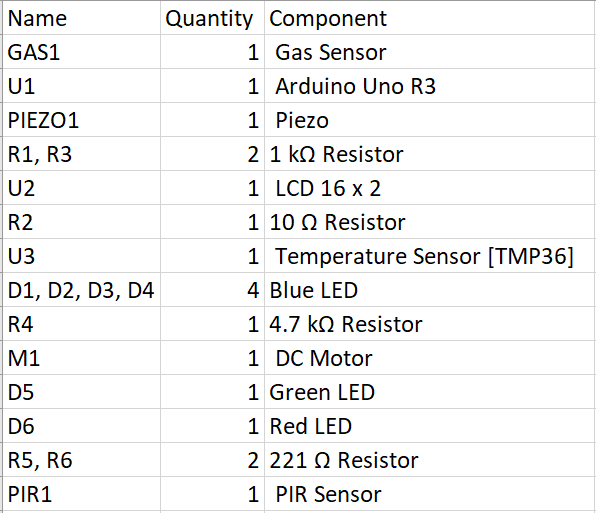 Name Quantity Component
GAS1 1 Gas Sensor
U1 1 Arduino Uno R3
PIEZO1 1 Piezo
R1, R3 2 1 kΩ Resistor
U2 1 LCD 16 x 2
R2 1 10 Ω Resistor
U3 1 Temperature Sensor [TMP36]
D1, D2, D3, D4 4 Blue LED
R4 1 4.7 kΩ Resistor
M1 1 DC Motor
D5 1 Green LED
D6 1 Red LED
R5, R6 2 221 Ω Resistor
PIR1 1 PIR Sensor